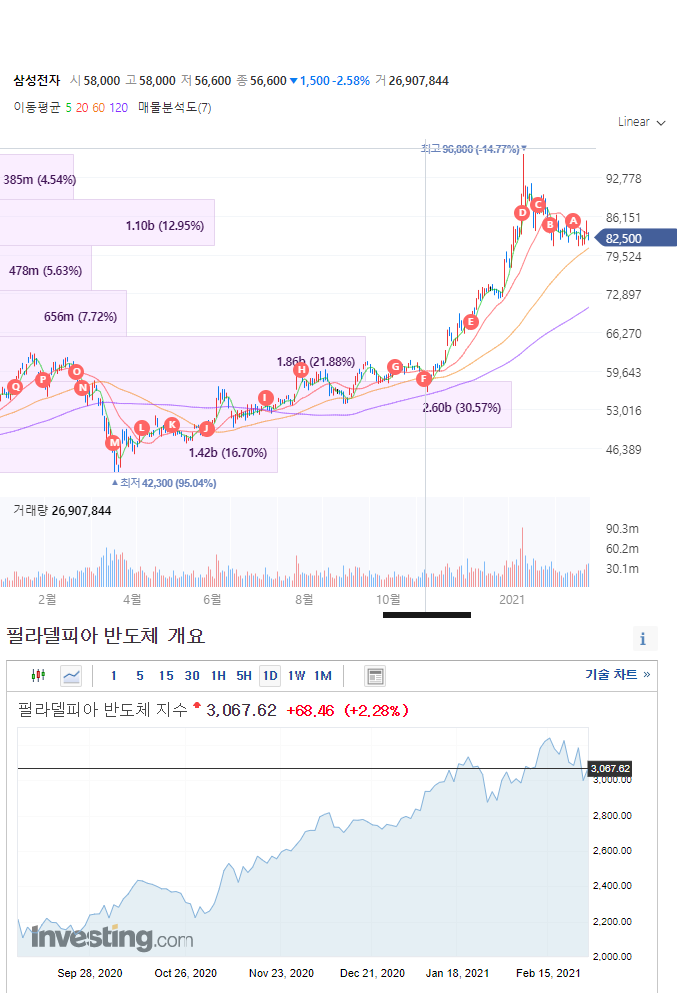 삼성전자 시 58,000 고 58,000 저 56,600 종 56,600 ▼ 1,500 -2.58% 거 26,907,844
이동평균 5 20 60 120 매물분석도(7)
Linear
최고 96,800 (-14.77%)
385m (4.54%)
92,778
D C
1.10b (12.95%)
B A
86,151
82,500
478m (5.63%)
79,524
72,897
656m (7.72%)
E
66,270
1.86b (21.88%)
Q P O N
H G F
59,643
I
2.60b (30.57%)
53,016
M L K J
1.42b (16.70%)
46,389
▲ 최저 42,300 (95.04%)
거래량 26,907,844
90.3m
60.2m
30.1m
2월 4월 6월 8월 10월 2021
필라델피아 반도체 개요
i
1 5 15 30 1H 5H 1D 1W 1M
기술 차트 »
필라델피아 반도체 지수 3,067.62 +68.46 (+2.28%)
3,067.62
3,000.00
2,800.00
2,600.00
2,400.00
2,200.00
2,000.00
Investing.com
Sep 28, 2020 Oct 26, 2020 Nov 23, 2020 Dec 21, 2020 Jan 18, 2021 Feb 15, 2021